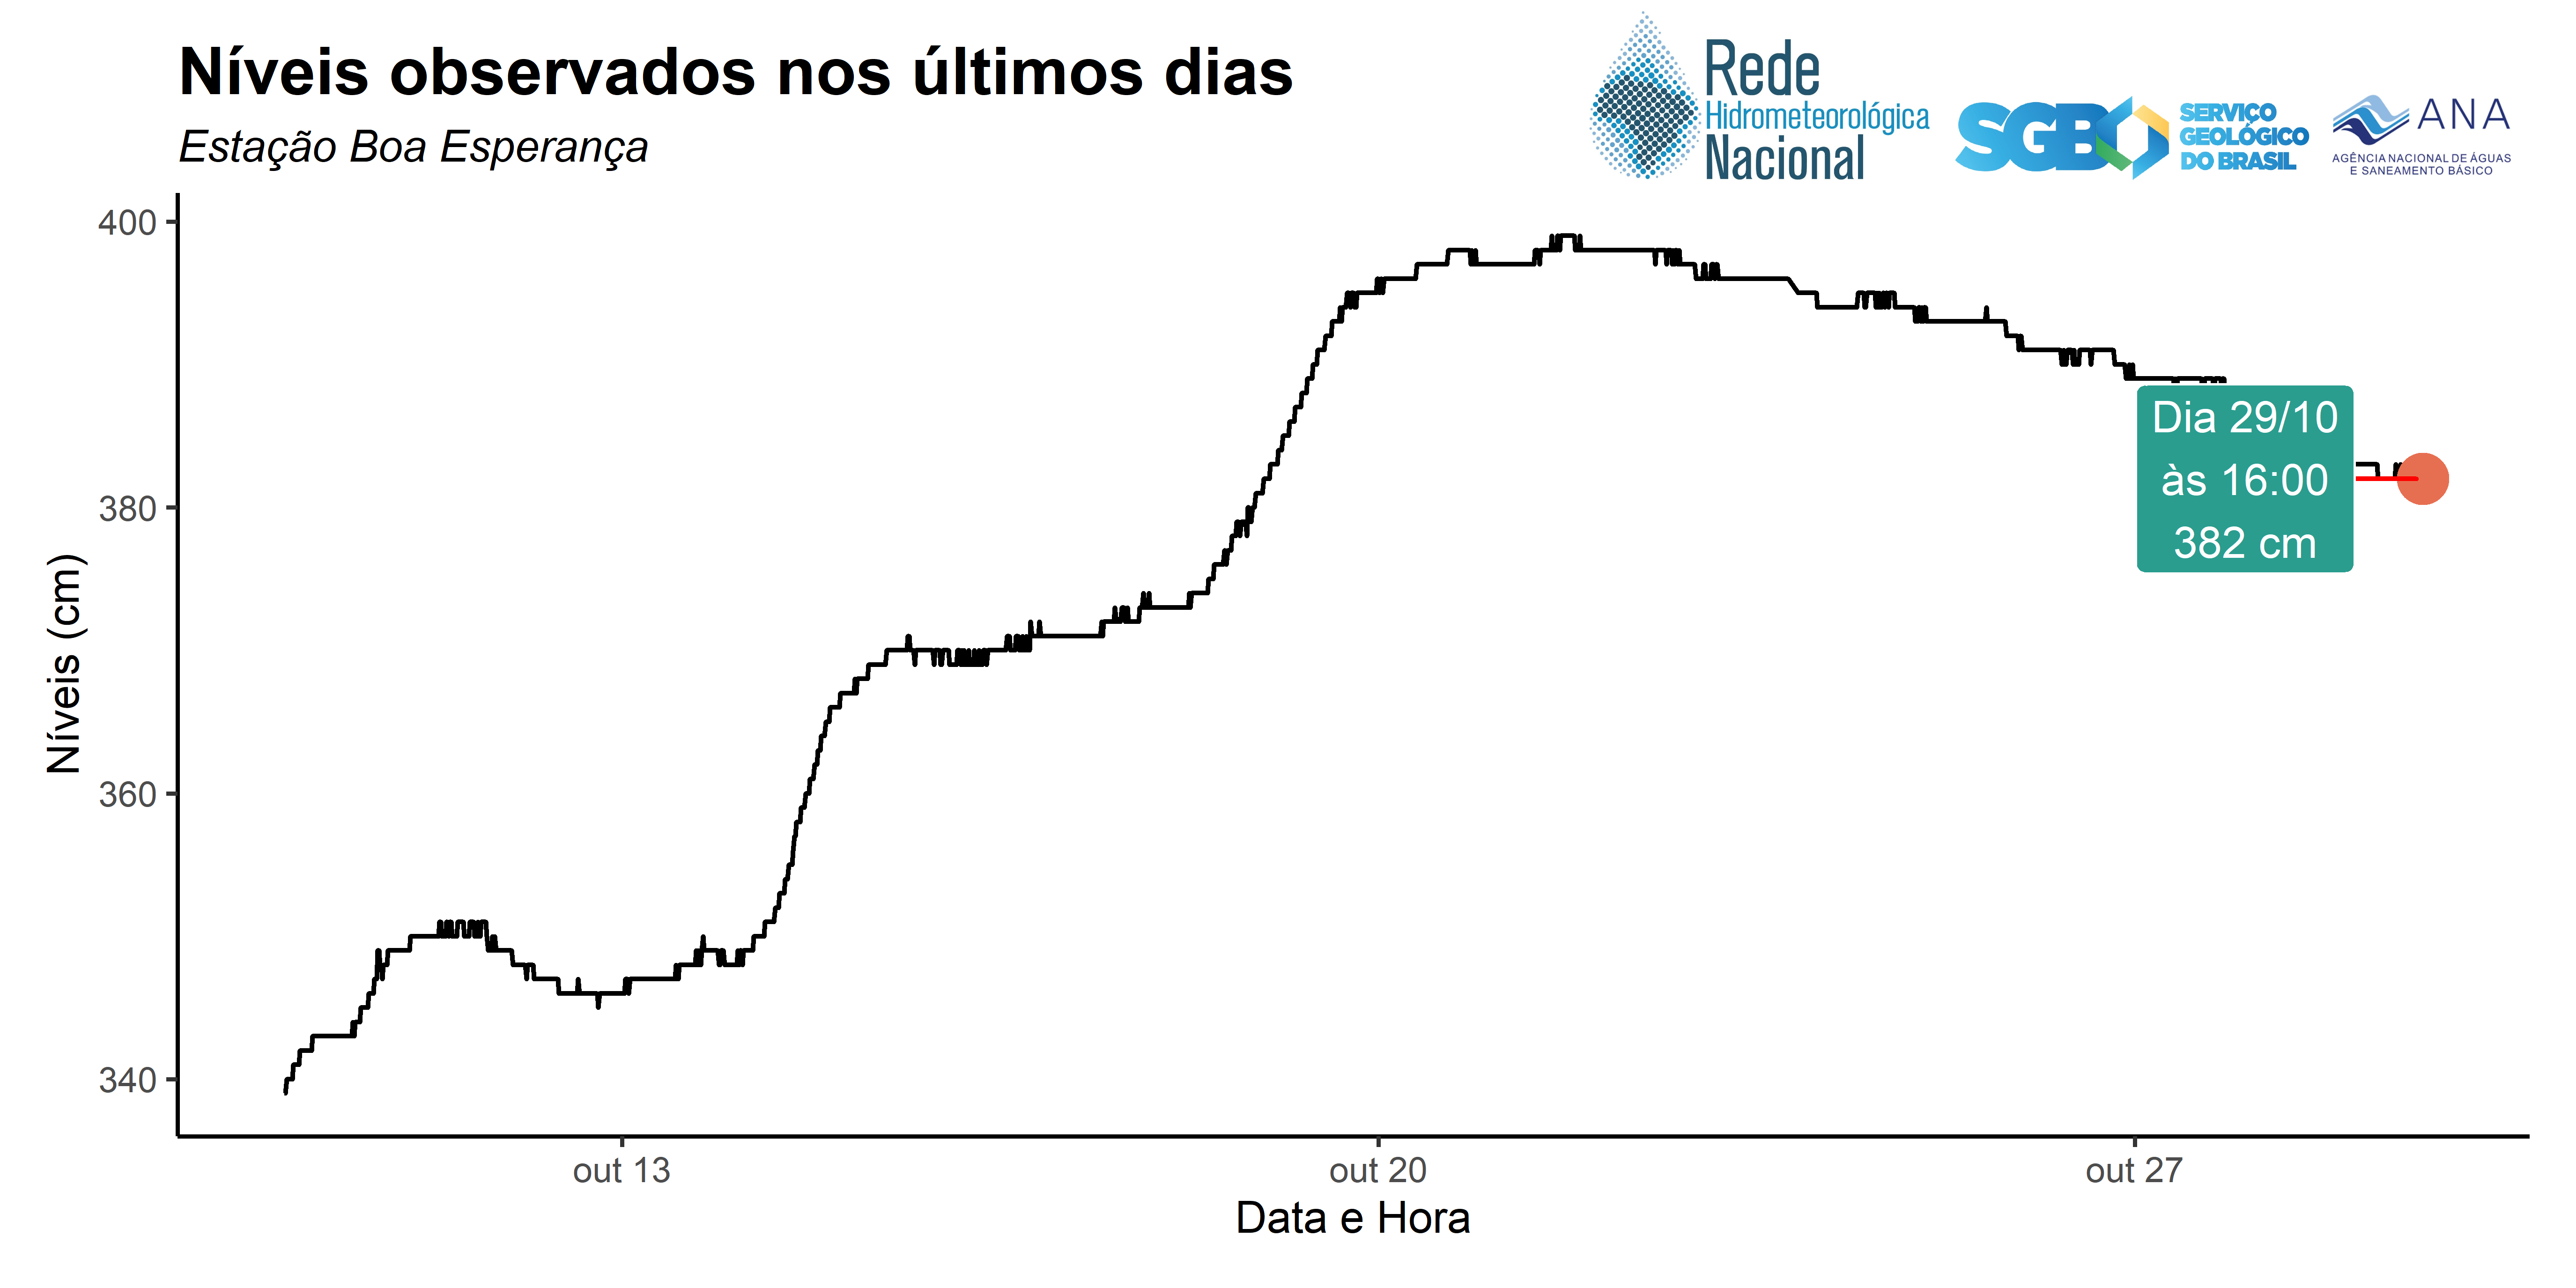 Níveis observados nos últimos dias
Estação Boa Esperança
Rede
Hidrometeorológica
Nacional
SGB
SERVIÇO
GEOLÓGICO
DO BRASIL
ANA
AGÊNCIA NACIONAL DE ÁGUAS
E SANEAMENTO BÁSICO
400
380
360
340
Níveis (cm)
Dia 29/10
às 16:00
382 cm
out 13
out 20
out 27
Data e Hora